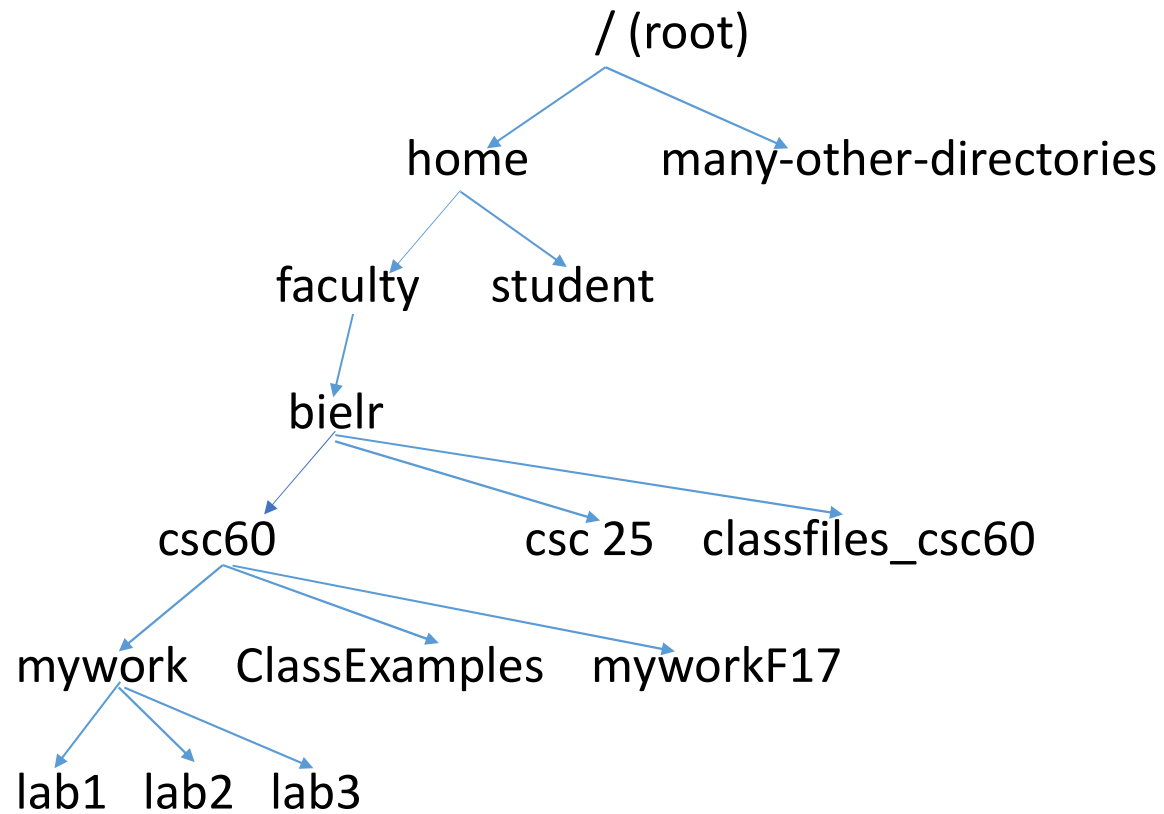 / (root)
home many-other-directories
faculty student
bielr
csc60 csc 25 classfiles_csc60
mywork ClassExamples myworkF17
lab1 lab2 lab3